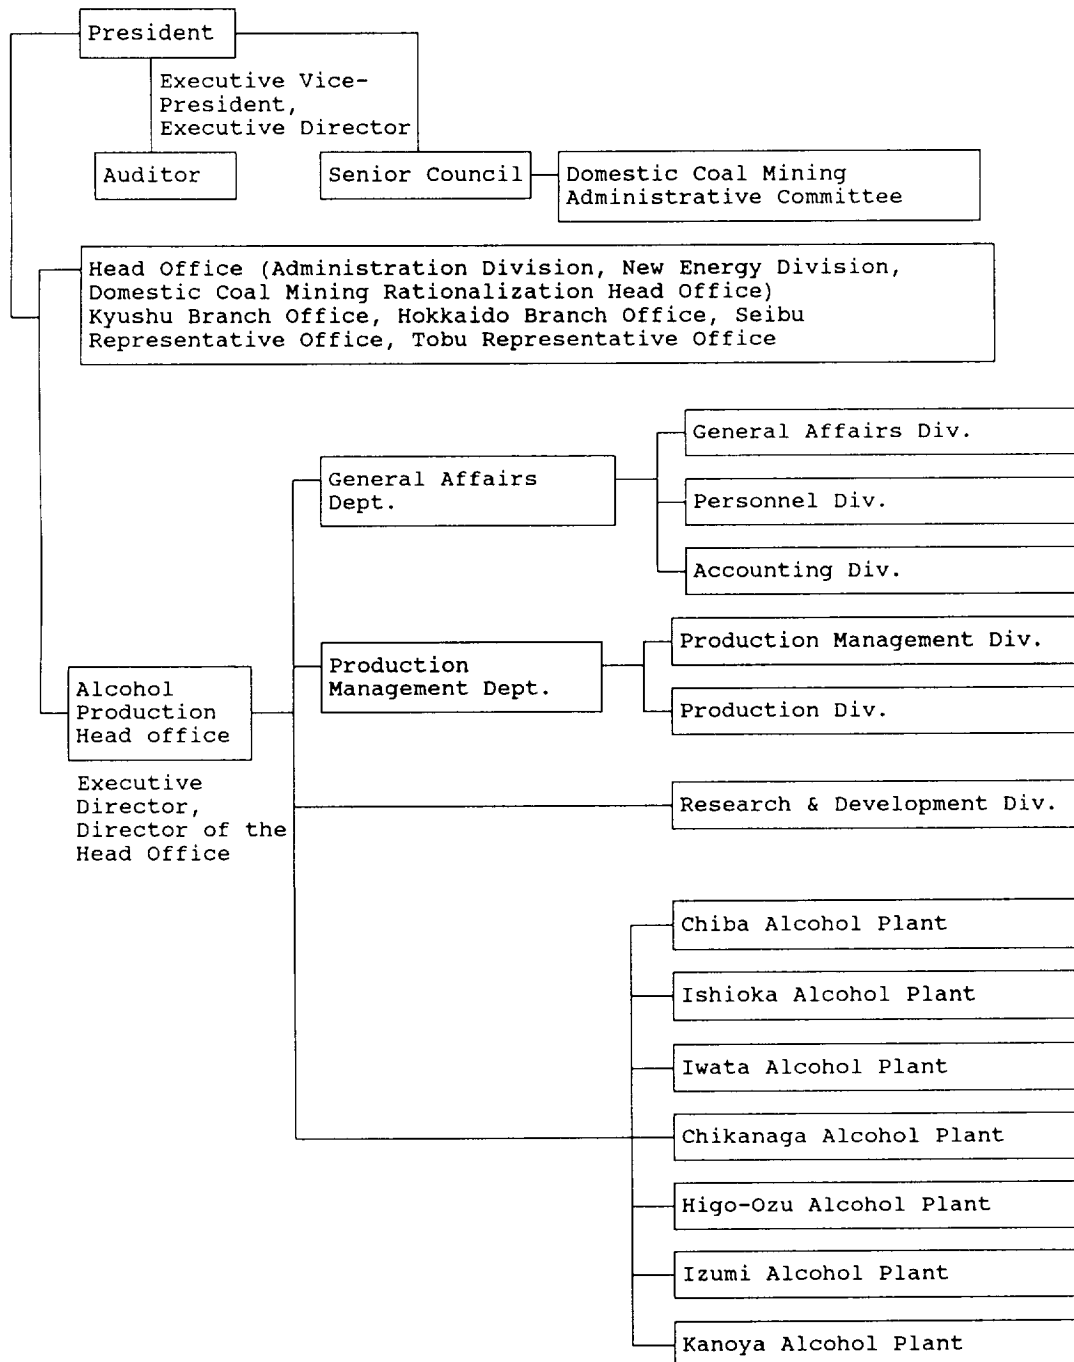 President
Executive Vice-
President,
Executive Director
Auditor
Senior Council
Domestic Coal Mining
Administrative Committee
Head Office (Administration Division, New Energy Division,
Domestic Coal Mining Rationalization Head Office)
Kyushu Branch Office, Hokkaido Branch Office, Seibu
Representative Office, Tobu Representative Office
General Affairs
Dept.
General Affairs Div.
Personnel Div.
Accounting Div.
Production
Management Dept.
Production Management Div.
Production Div.
Alcohol
Production
Head office
Executive
Director,
Director of the
Head Office
Research & Development Div.
Chiba Alcohol Plant
Ishioka Alcohol Plant
Iwata Alcohol Plant
Chikanaga Alcohol Plant
Higo-Ozu Alcohol Plant
Izumi Alcohol Plant
Kanoya Alcohol Plant